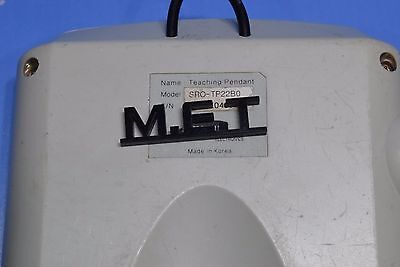 Name Teaching Pendant
Model SRO-TP22B0
M.E.T
Made in Korea